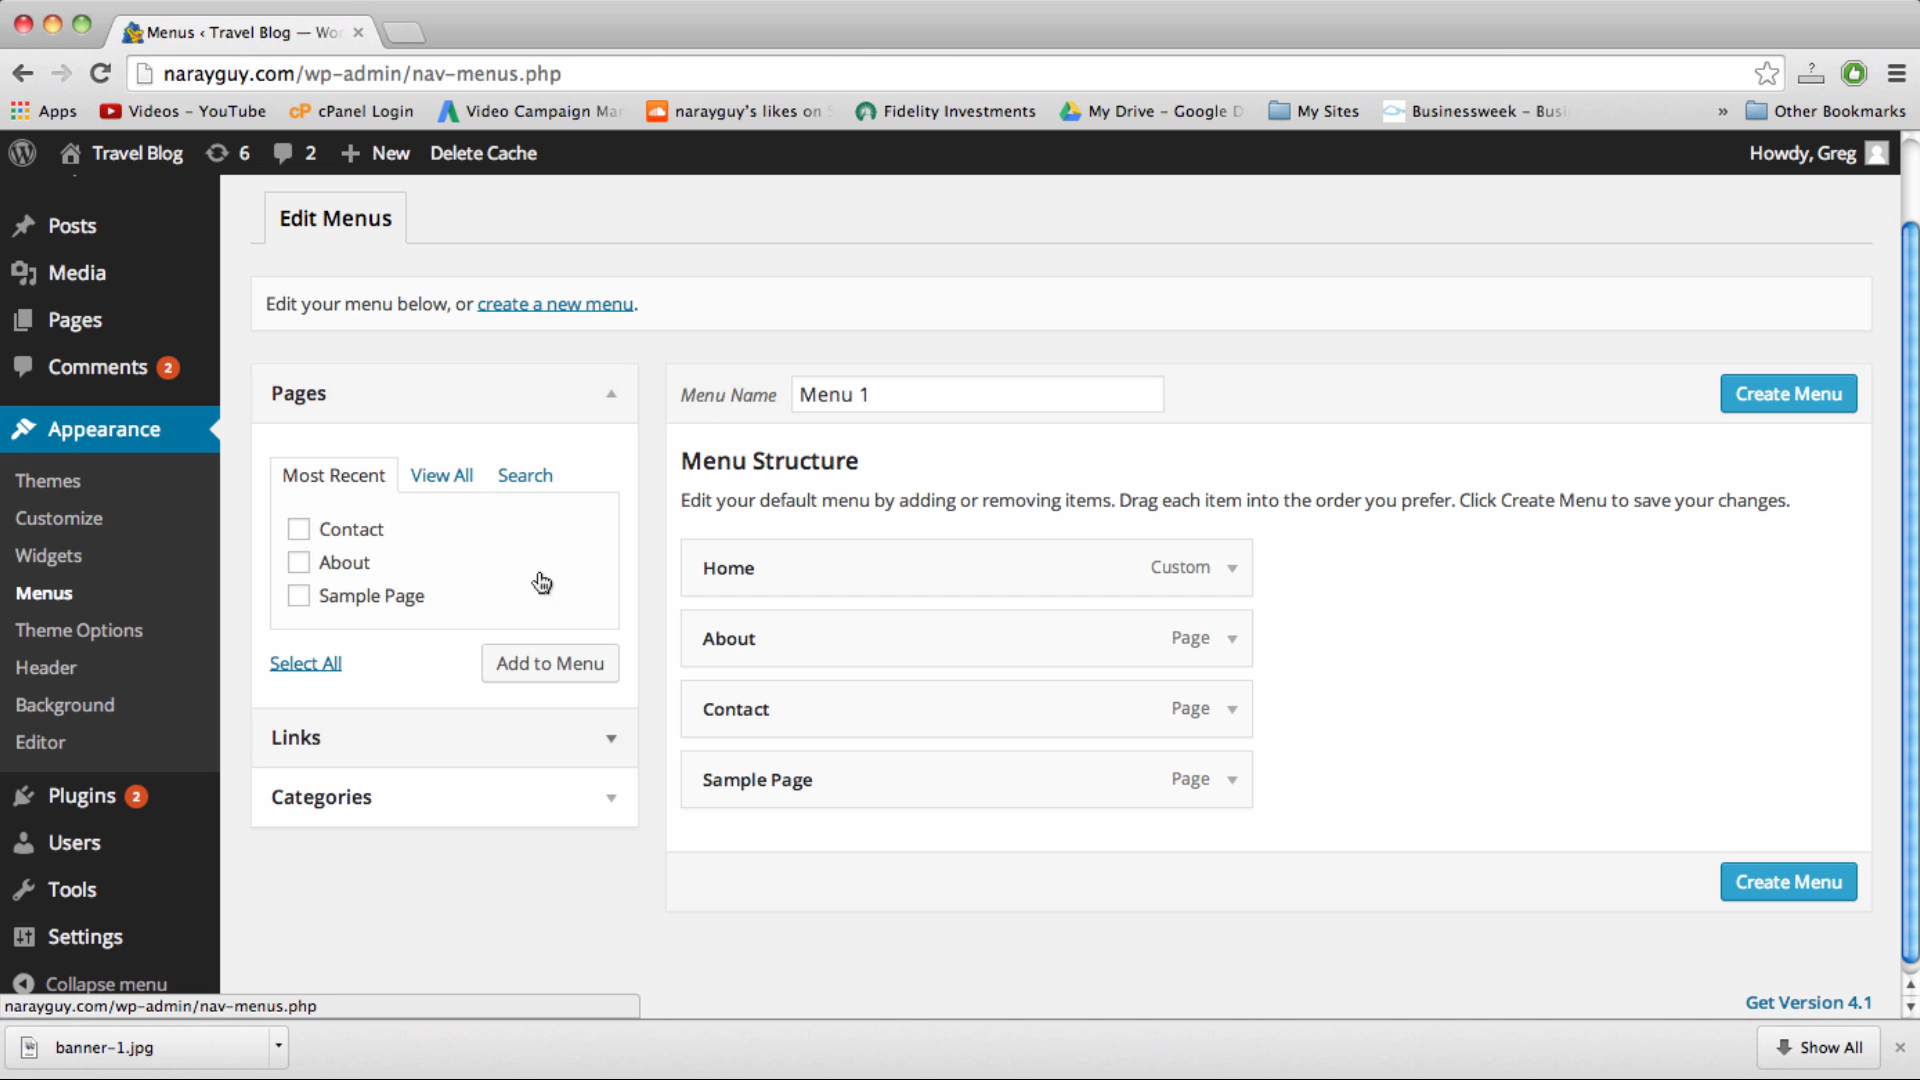 Menus ‹ Travel Blog — Wor
narayguy.com/wp-admin/nav-menus.php
Apps Videos - YouTube cPanel Login Video Campaign Mar narayguy's likes on S Fidelity Investments My Drive - Google D My Sites Businessweek - Busi » Other Bookmarks
Travel Blog 6 2 + New Delete Cache Howdy, Greg
Posts
Media
Pages
Comments 2
Appearance
Themes
Customize
Widgets
Menus
Theme Options
Header
Background
Editor
Plugins 2
Users
Tools
Settings
Collapse menu
Edit Menus
Edit your menu below, or create a new menu.
Pages
Most Recent View All Search
Contact
About
Sample Page
Select All Add to Menu
Links
Categories
Menu Name Menu 1 Create Menu
Menu Structure
Edit your default menu by adding or removing items. Drag each item into the order you prefer. Click Create Menu to save your changes.
Home Custom
About Page
Contact Page
Sample Page Page
Create Menu
Get Version 4.1
narayguy.com/wp-admin/nav-menus.php
banner-1.jpg Show All